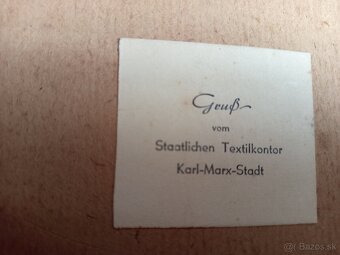 Gruß
vom
Staatlichen Textilkontor
Karl-Marx-Stadt
Bazos.sk